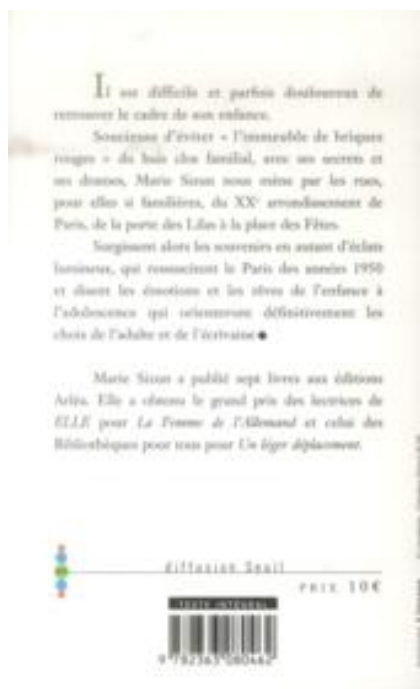 Il est difficile et parfois douloureux de
retrouver le cadre de son enfance.
Soucieuse d'éviter « l'immeuble de briques
rouges » du huis clos familial, avec ses secrets et
ses drames, Marie Sizun nous mène par les rues,
pour elles si familières, du XXe arrondissement de
Paris, de la porte des Lilas à la place des Fêtes.
Surgissent alors les souvenirs en autant d'éclats
lumineux, qui ressuscitent le Paris des années 1950
et disent les émotions et les rêves de l'enfance à
l'adolescence qui orienteront définitivement les
choix de l'adulte et de l'écrivaine●
Marie Sizun a publié sept livres aux éditions
Arléa. Elle a obtenu le grand prix des lectrices de
ELLE pour La Femme de l'Allemand et celui des
Bibliothèques pour tous pour Un léger déplacement.
diffusion Seuil
PRIX 10€
TEXTE INTÉGRAL
9 782363 080462